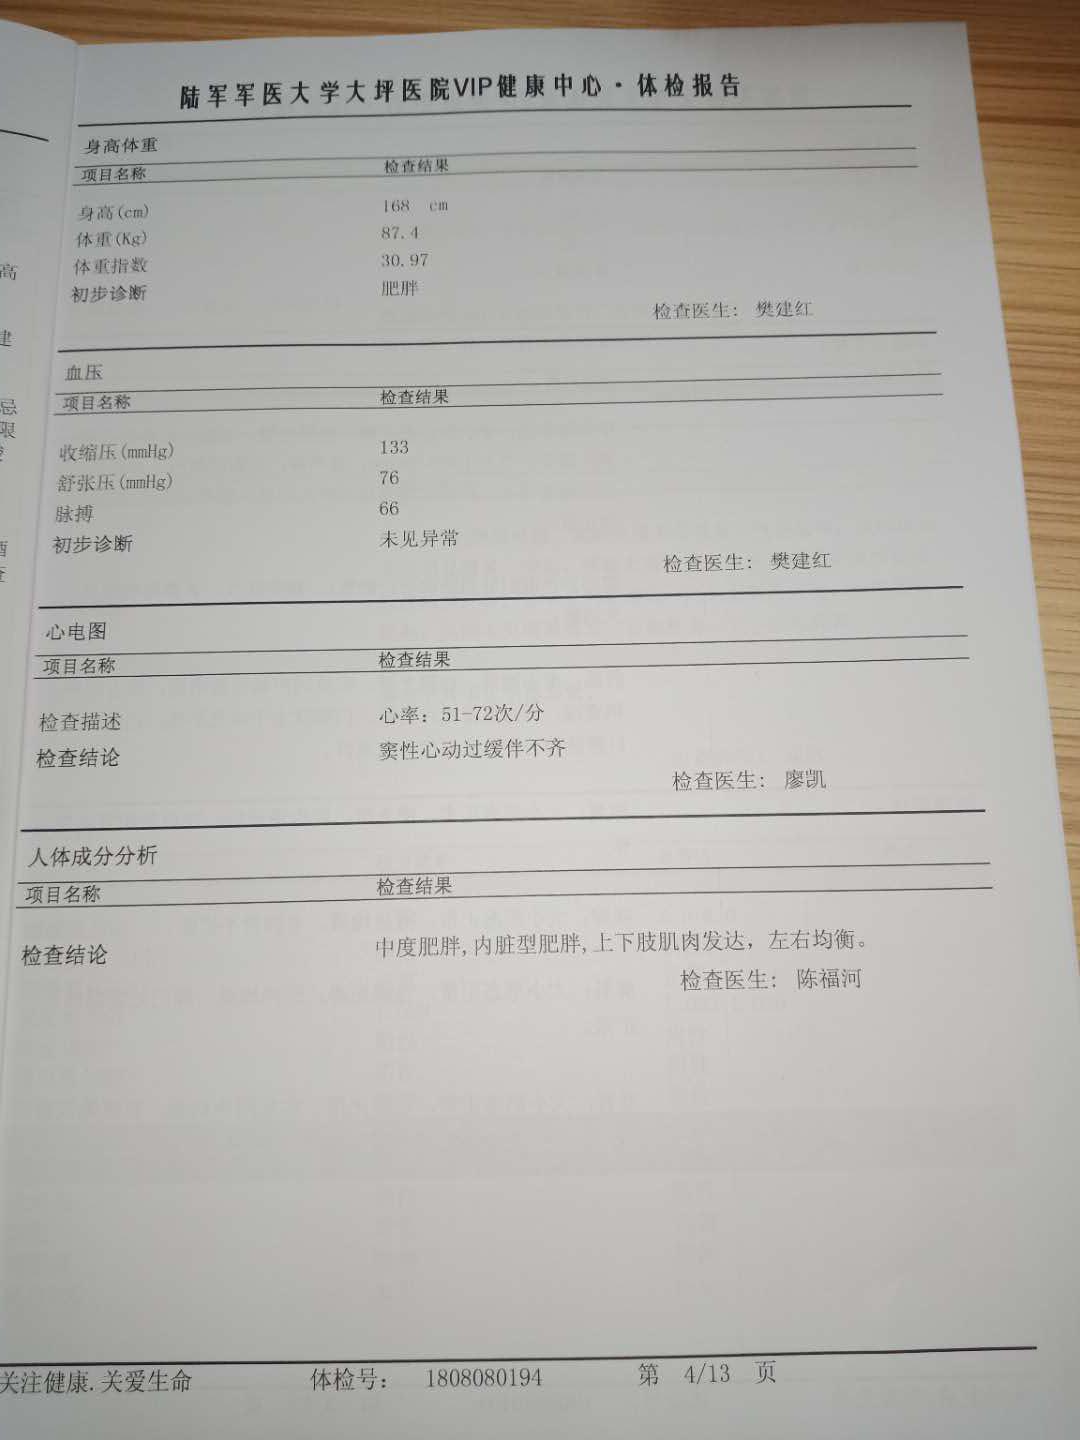 陆军军医大学大坪医院VIP健康中心·体检报告
身高体重
项目名称 检查结果
身高(cm) 168 cm
体重(Kg) 87.4
体重指数 30.97
初步诊断 肥胖
检查医生: 樊建红
血压
项目名称 检查结果
收缩压(mmHg) 133
舒张压(mmHg) 76
脉搏 66
初步诊断 未见异常
检查医生: 樊建红
心电图
项目名称 检查结果
检查描述 心率: 51-72次/分
检查结论 窦性心动过缓伴不齐
检查医生: 廖凯
人体成分分析
项目名称 检查结果
检查结论 中度肥胖,内脏型肥胖,上下肢肌肉发达，左右均衡。
检查医生: 陈福河
关注健康.关爱生命 体检号: 1808080194 第 4/13 页
高
建
忌
限
酒